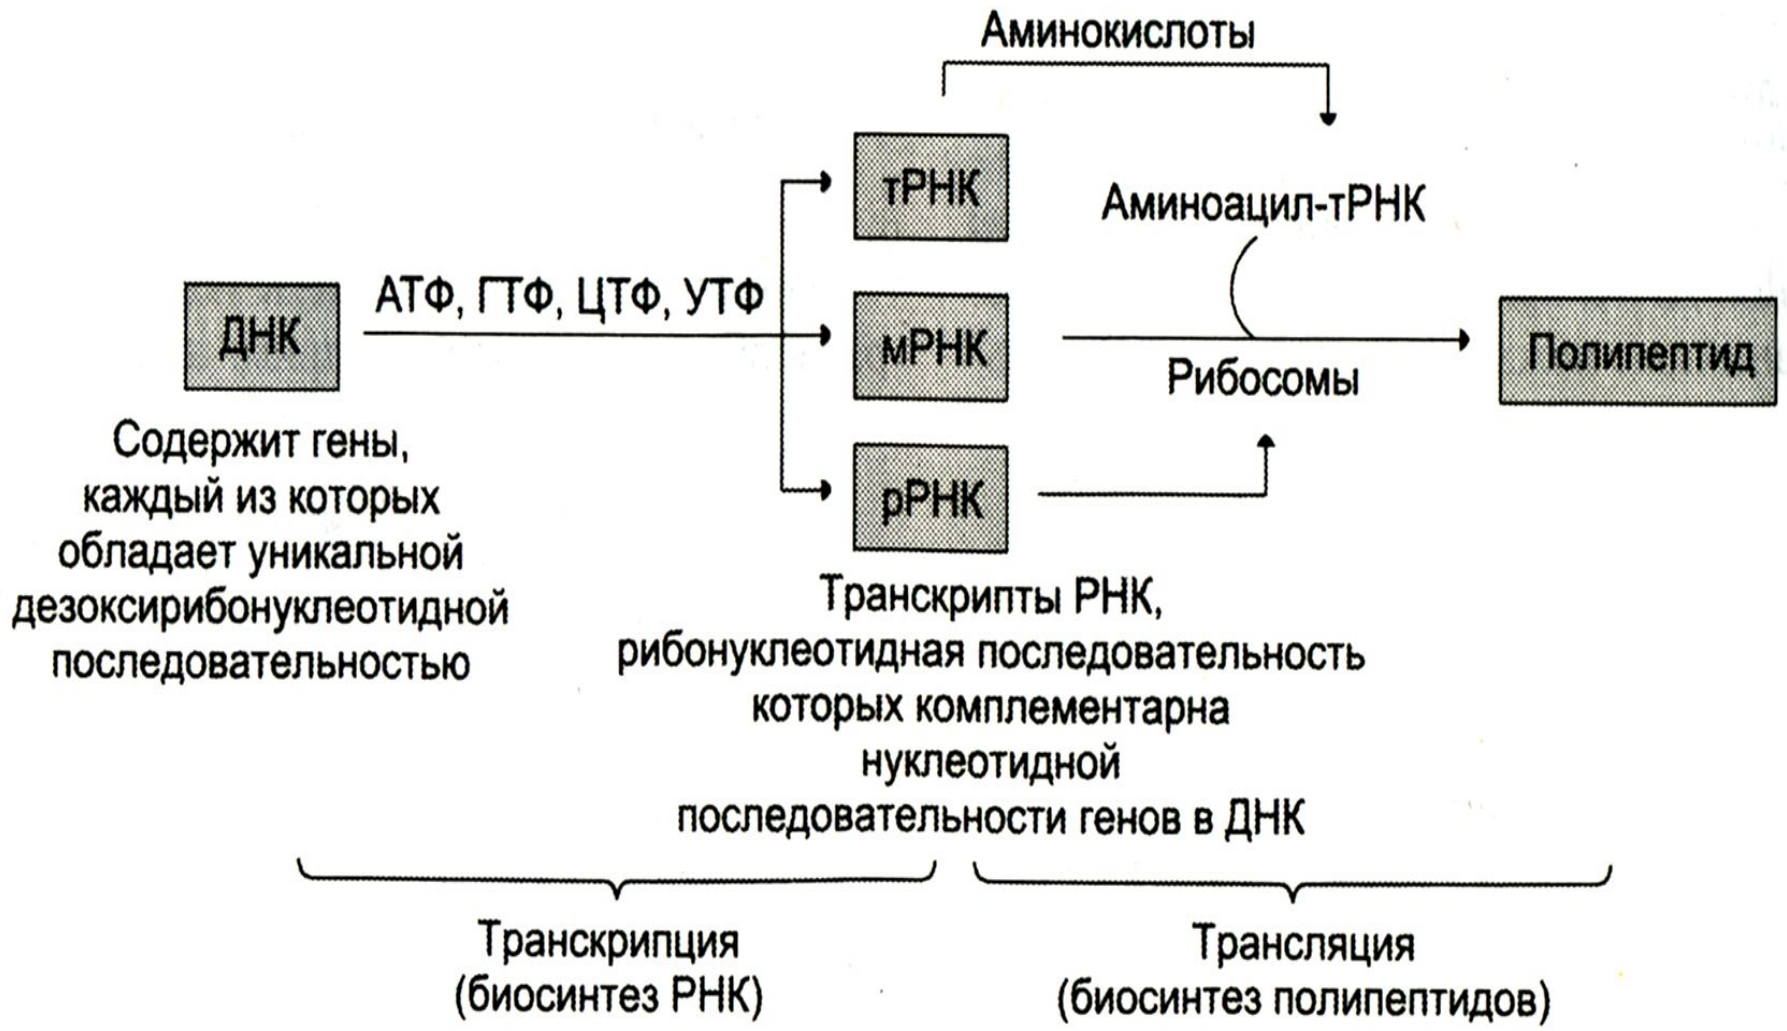 Аминокислоты
тРНК
Аминоацил-тРНК
АТФ, ГТФ, ЦТФ, УТФ
ДНК
мРНК
Полипептид
Рибосомы
рРНК
Содержит гены,
каждый из которых
обладает уникальной
дезоксирибонуклеотидной
последовательностью
Транскрипты РНК,
рибонуклеотидная последовательность
которых комплементарна
нуклеотидной
последовательности генов в ДНК
Транскрипция
(биосинтез РНК)
Трансляция
(биосинтез полипептидов)